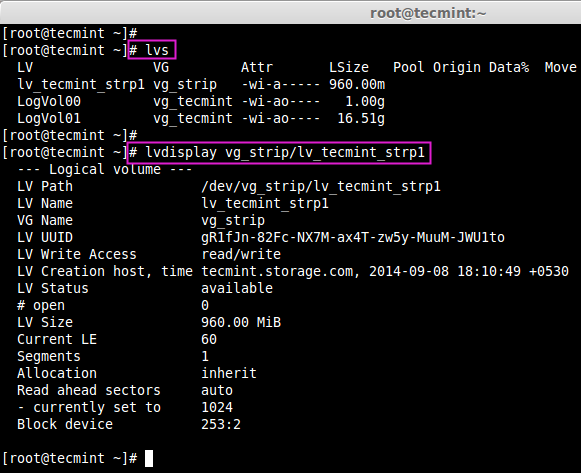 root@tecmint:~
[root@tecmint ~]#
[root@tecmint ~]# lvs
  LV               VG         Attr       LSize   Pool Origin Data%  Move
  lv_tecmint_strp1 vg_strip   -wi-a----- 960.00m
  LogVol00         vg_tecmint -wi-ao----   1.00g
  LogVol01         vg_tecmint -wi-ao----  16.51g
[root@tecmint ~]#
[root@tecmint ~]# lvdisplay vg_strip/lv_tecmint_strp1
  --- Logical volume ---
  LV Path                /dev/vg_strip/lv_tecmint_strp1
  LV Name                lv_tecmint_strp1
  VG Name                vg_strip
  LV UUID                gR1fJn-82Fc-NX7M-ax4T-zw5y-MuuM-JWU1to
  LV Write Access        read/write
  LV Creation host, time tecmint.storage.com, 2014-09-08 18:10:49 +0530
  LV Status              available
  # open                 0
  LV Size                960.00 MiB
  Current LE             60
  Segments               1
  Allocation             inherit
  Read ahead sectors     auto
  - currently set to     1024
  Block device           253:2
[root@tecmint ~]#